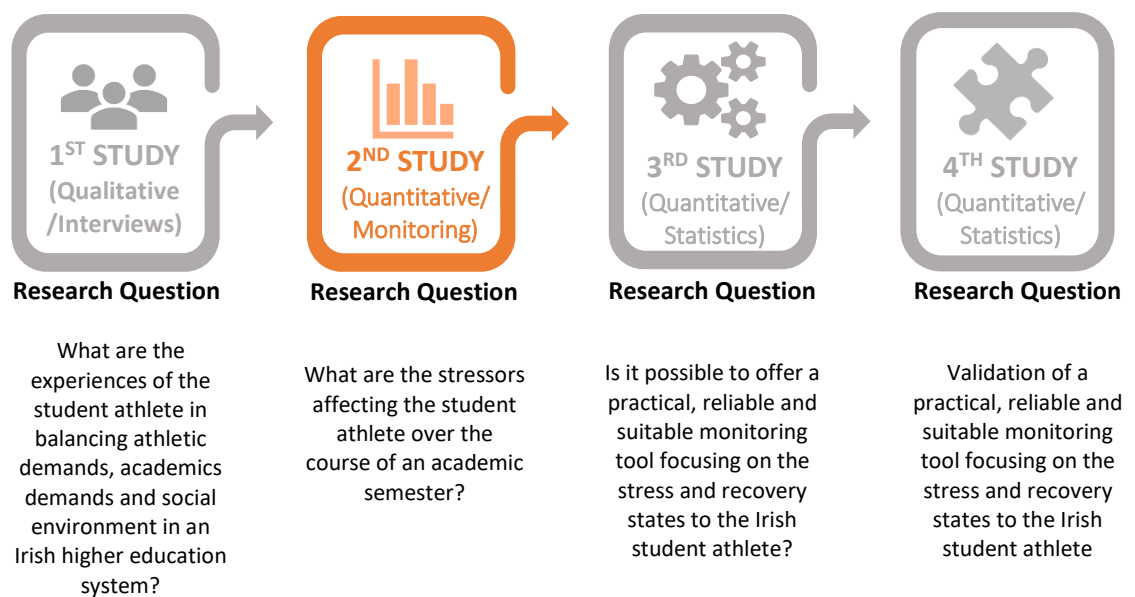 1ST STUDY
(Qualitative
/Interviews)
Research Question
What are the
experiences of the
student athlete in
balancing athletic
demands, academics
demands and social
environment in an
Irish higher education
system?
2ND STUDY
(Quantitative/
Monitoring)
Research Question
What are the stressors
affecting the student
athlete over the
course of an academic
semester?
3RD STUDY
(Quantitative/
Statistics)
Research Question
Is it possible to offer a
practical, reliable and
suitable monitoring
tool focusing on the
stress and recovery
states to the Irish
student athlete?
4TH STUDY
(Quantitative/
Statistics)
Research Question
Validation of a
practical, reliable and
suitable monitoring
tool focusing on the
stress and recovery
states to the Irish
student athlete